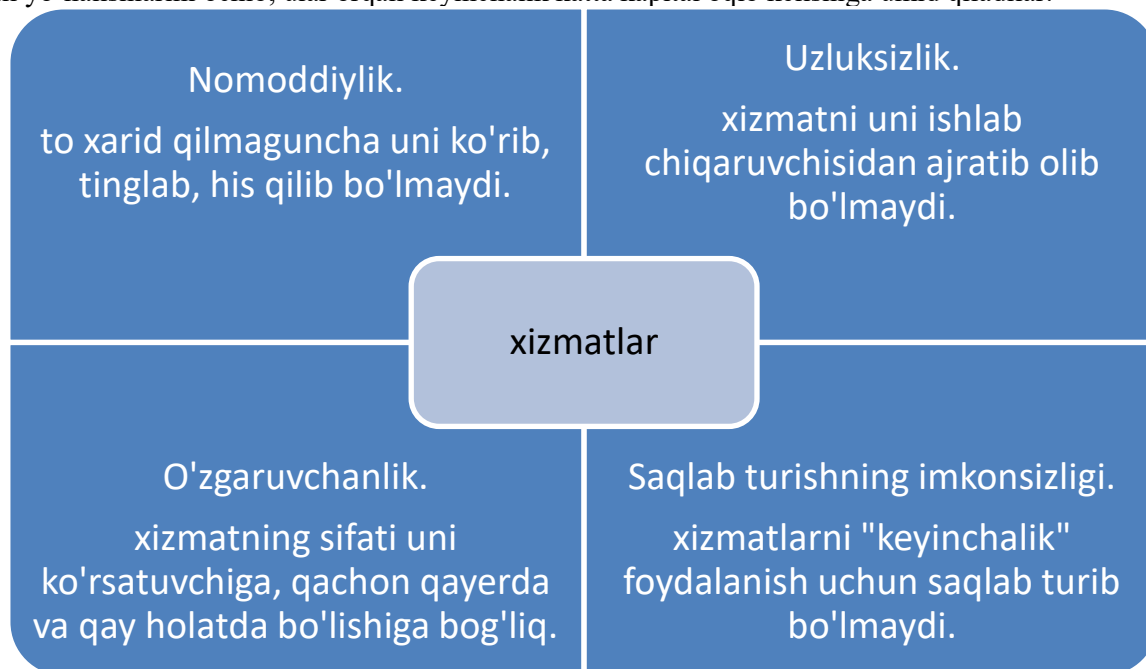 Nomoddiylik.
to xarid qilmaguncha uni ko'rib,
tinglab, his qilib bo'lmaydi.
Uzluksizlik.
xizmatni uni ishlab
chiqaruvchisidan ajratib olib
bo'lmaydi.
xizmatlar
O'zgaruvchanlik.
xizmatning sifati uni
ko'rsatuvchiga, qachon qayerda
va qay holatda bo'lishiga bog'liq.
Saqlab turishning imkonsizligi.
xizmatlarni "keyinchalik"
foydalanish uchun saqlab turib
bo'lmaydi.